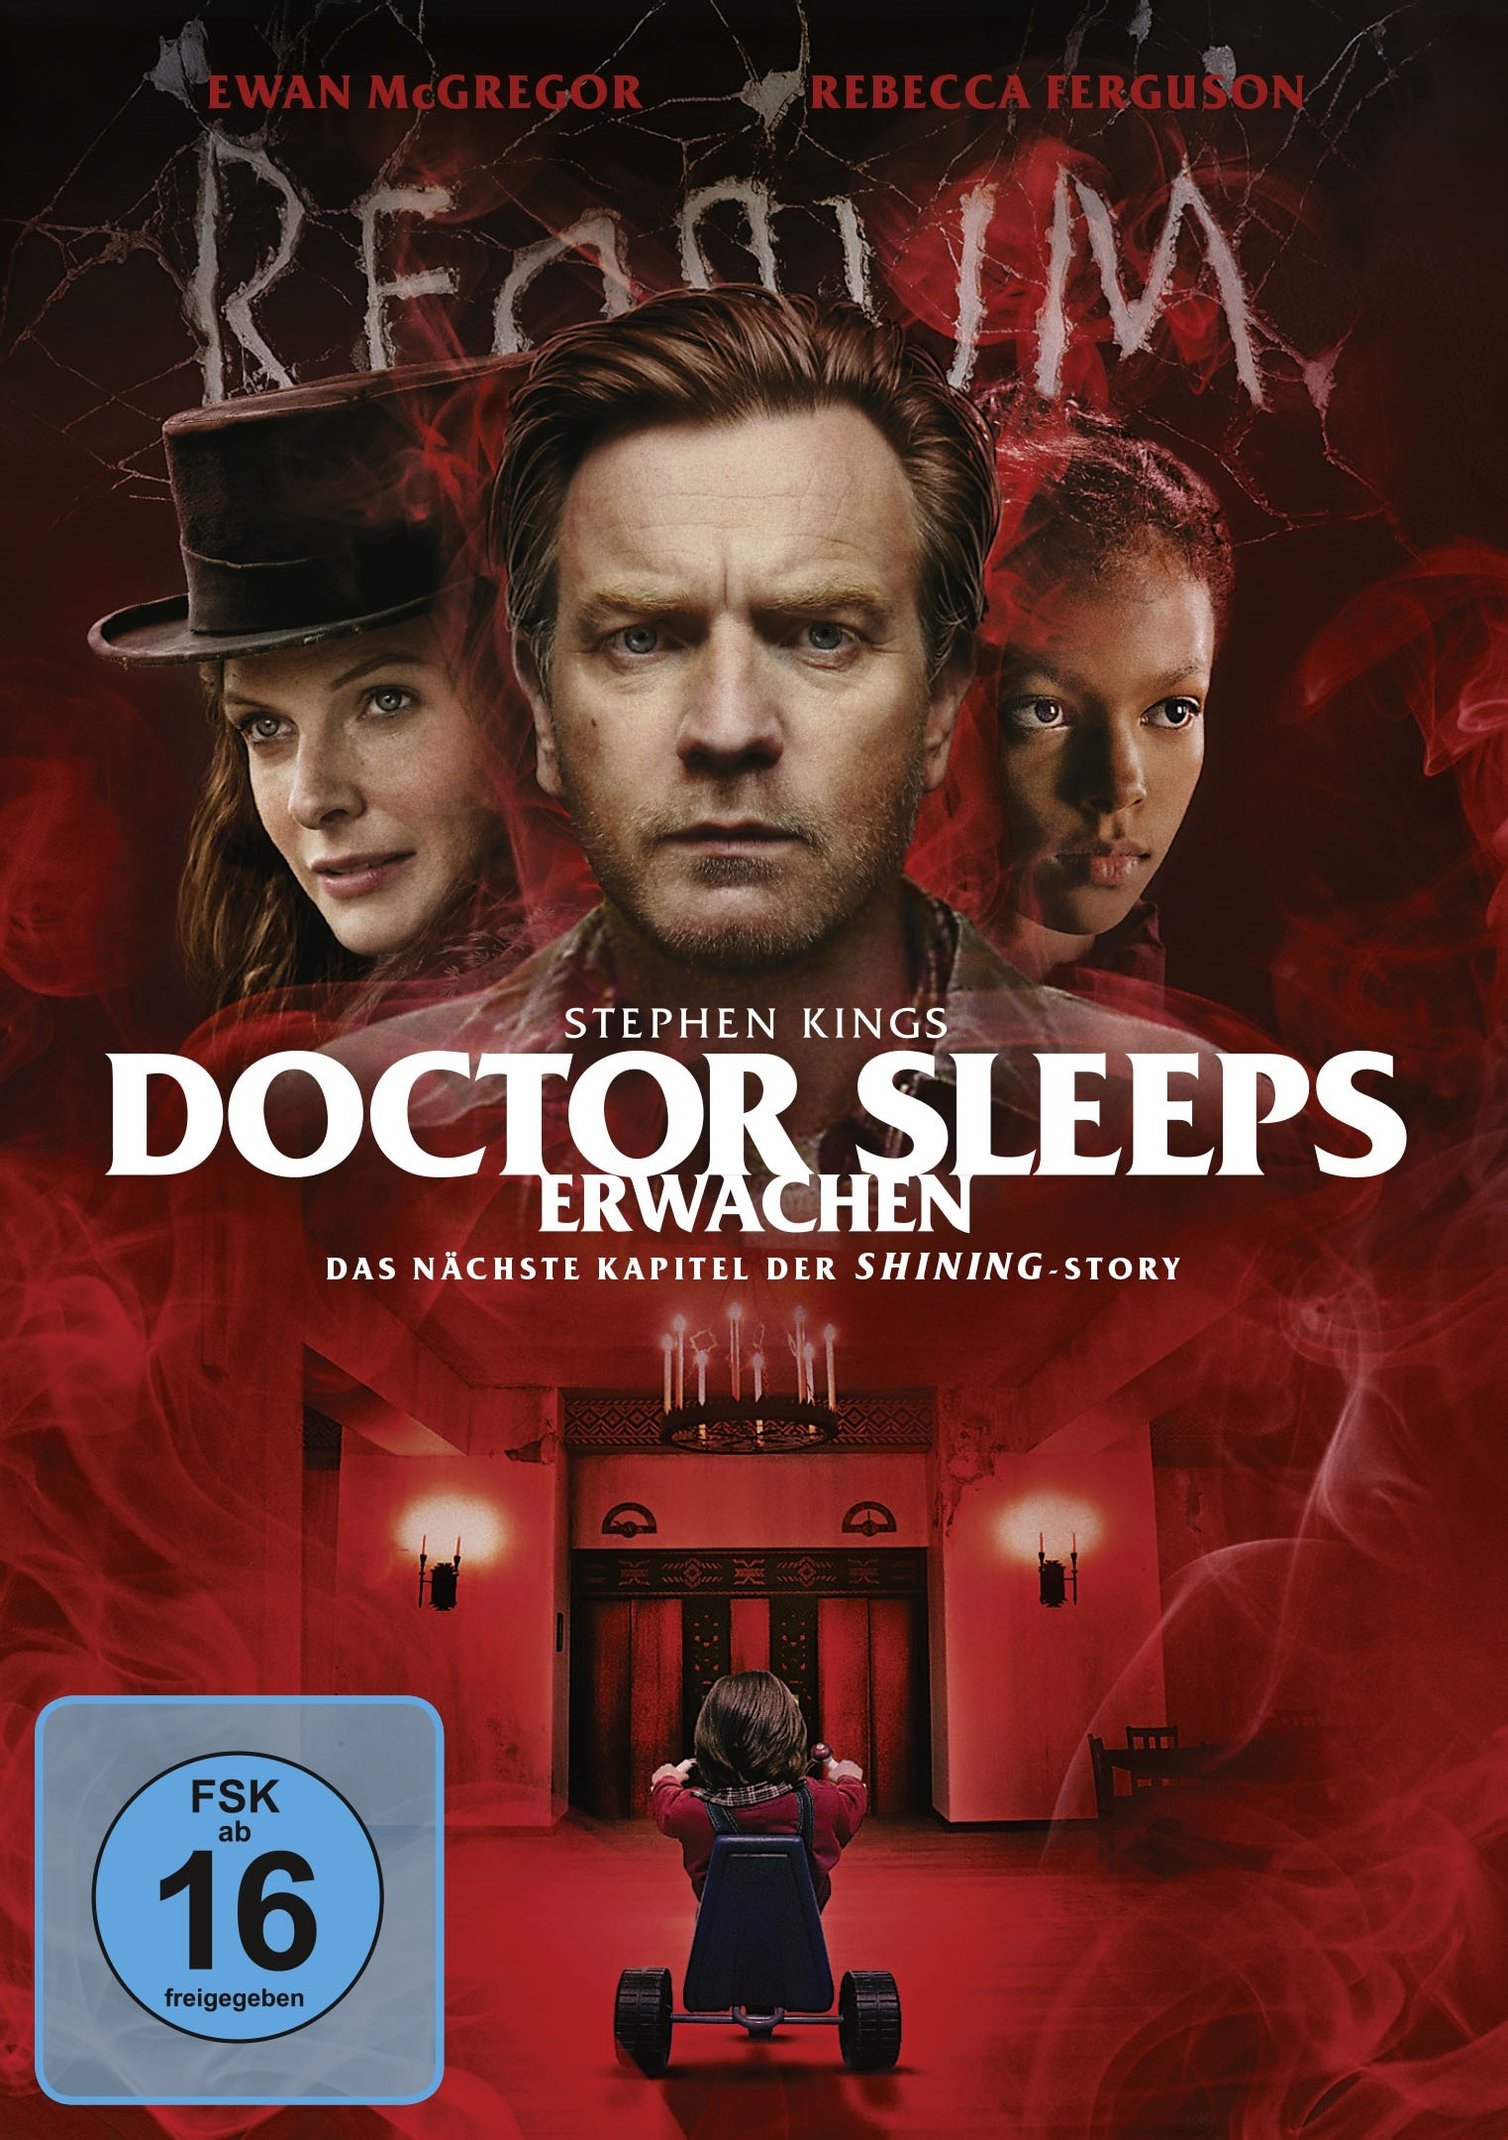 EWAN McGREGOR REBECCA FERGUSON
REDRUM
STEPHEN KINGS
DOCTOR SLEEPS
ERWACHEN
DAS NÄCHSTE KAPITEL DER SHINING-STORY
FSK
ab
16
freigegeben